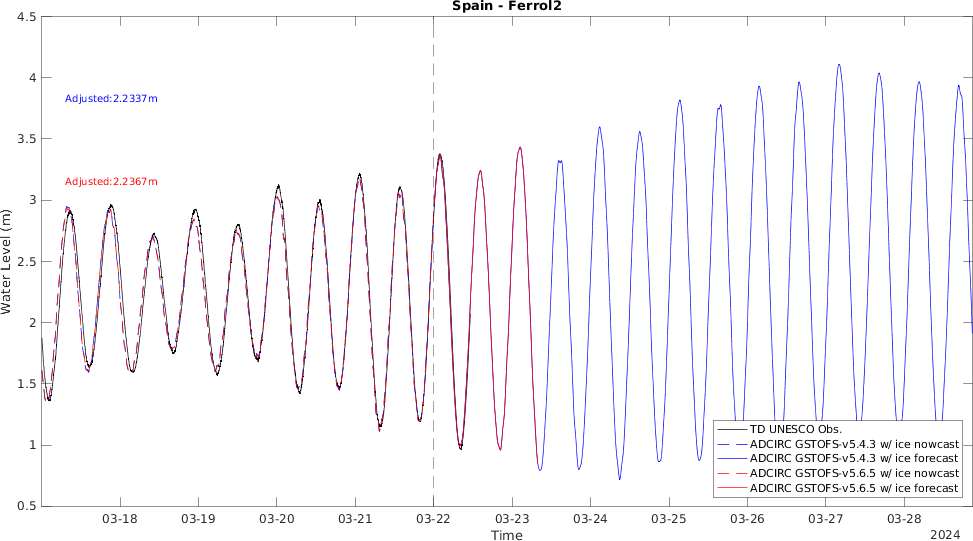 Spain - Ferrol2
4.5
4
3.5
3
2.5
2
1.5
1
0.5
Water Level (m)
Adjusted:2.2337m
Adjusted:2.2367m
TD UNESCO Obs.
ADCIRC GSTOFS-v5.4.3 w/ ice nowcast
ADCIRC GSTOFS-v5.4.3 w/ ice forecast
ADCIRC GSTOFS-v5.6.5 w/ ice nowcast
ADCIRC GSTOFS-v5.6.5 w/ ice forecast
03-18 03-19 03-20 03-21 03-22 03-23 03-24 03-25 03-26 03-27 03-28
Time
2024